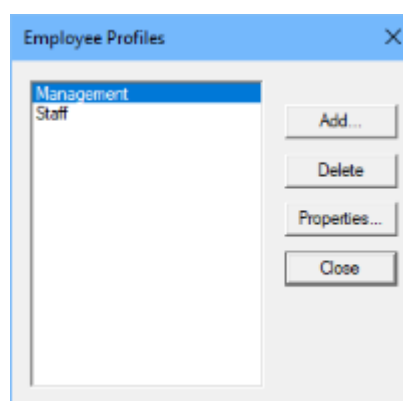 Employee Profiles
Management
Staff
Add...
Delete
Properties...
Close